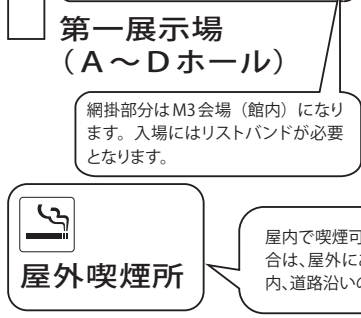 第一展示場
（A～Dホール）
網掛部分はM3会場（館内）になり
ます。入場にはリストバンドが必要
となります。
屋外喫煙所
屋内で喫煙可
合は、屋外に
内、道路沿いの